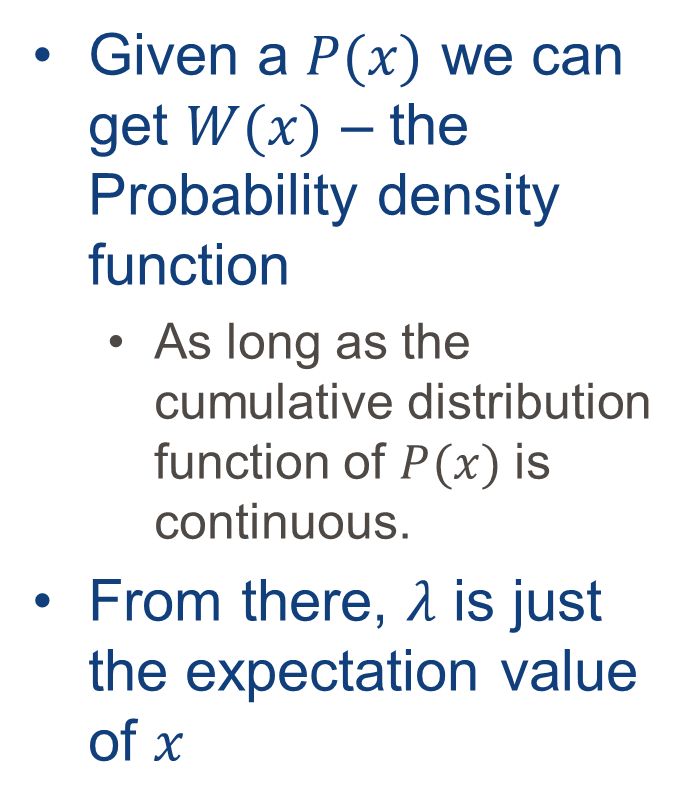 • Given a P(x) we can
get W(x) – the
Probability density
function
• As long as the
cumulative distribution
function of P(x) is
continuous.
• From there, λ is just
the expectation value
of x